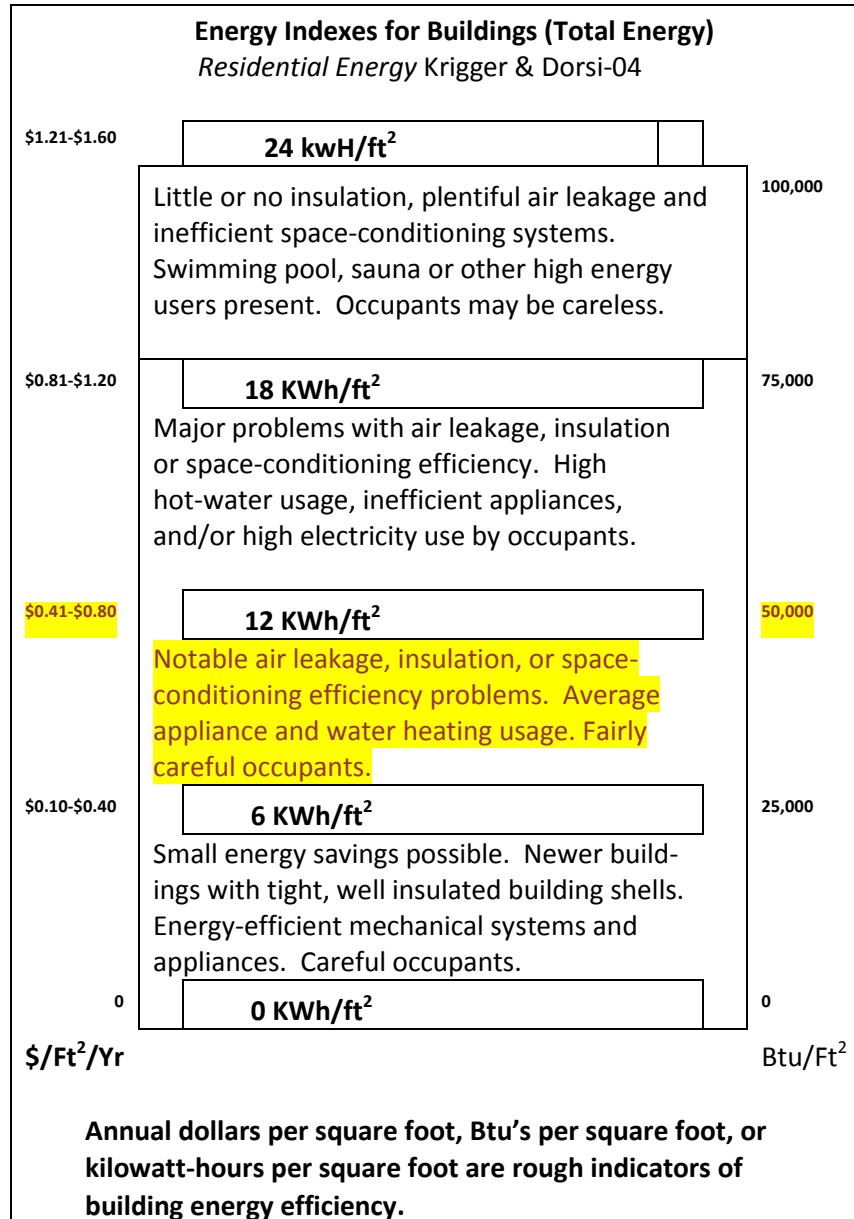 Energy Indexes for Buildings (Total Energy)
Residential Energy Krigger & Dorsi-04
$1.21-$1.60
24 kwH/ft²
100,000
Little or no insulation, plentiful air leakage and
inefficient space-conditioning systems.
Swimming pool, sauna or other high energy
users present. Occupants may be careless.
$0.81-$1.20
18 KWh/ft²
75,000
Major problems with air leakage, insulation
or space-conditioning efficiency. High
hot-water usage, inefficient appliances,
and/or high electricity use by occupants.
$0.41-$0.80
12 KWh/ft²
50,000
Notable air leakage, insulation, or space-
conditioning efficiency problems. Average
appliance and water heating usage. Fairly
careful occupants.
$0.10-$0.40
6 KWh/ft²
25,000
Small energy savings possible. Newer build-
ings with tight, well insulated building shells.
Energy-efficient mechanical systems and
appliances. Careful occupants.
0
0 KWh/ft²
0
$/Ft²/Yr
Btu/Ft²
Annual dollars per square foot, Btu's per square foot, or
kilowatt-hours per square foot are rough indicators of
building energy efficiency.